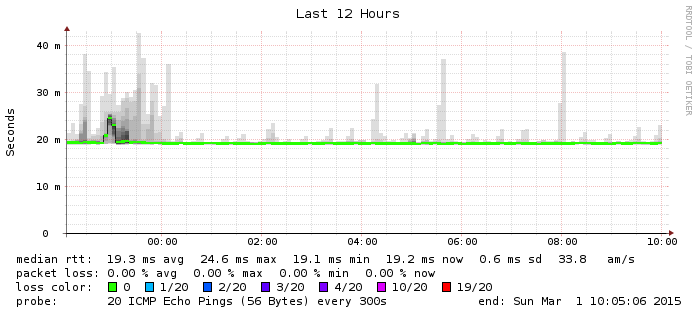 Last 12 Hours
RRDTOOL / TOBI OETIKER
Seconds
40 m
30 m
20 m
10 m
0
00:00 02:00 04:00 06:00 08:00 10:00
median rtt: 19.3 ms avg 24.6 ms max 19.1 ms min 19.2 ms now 0.6 ms sd 33.8 am/s
packet loss: 0.00 % avg 0.00 % max 0.00 % min 0.00 % now
loss color: 0 1/20 2/20 3/20 4/20 10/20 19/20
probe: 20 ICMP Echo Pings (56 Bytes) every 300s end: Sun Mar 1 10:05:06 2015